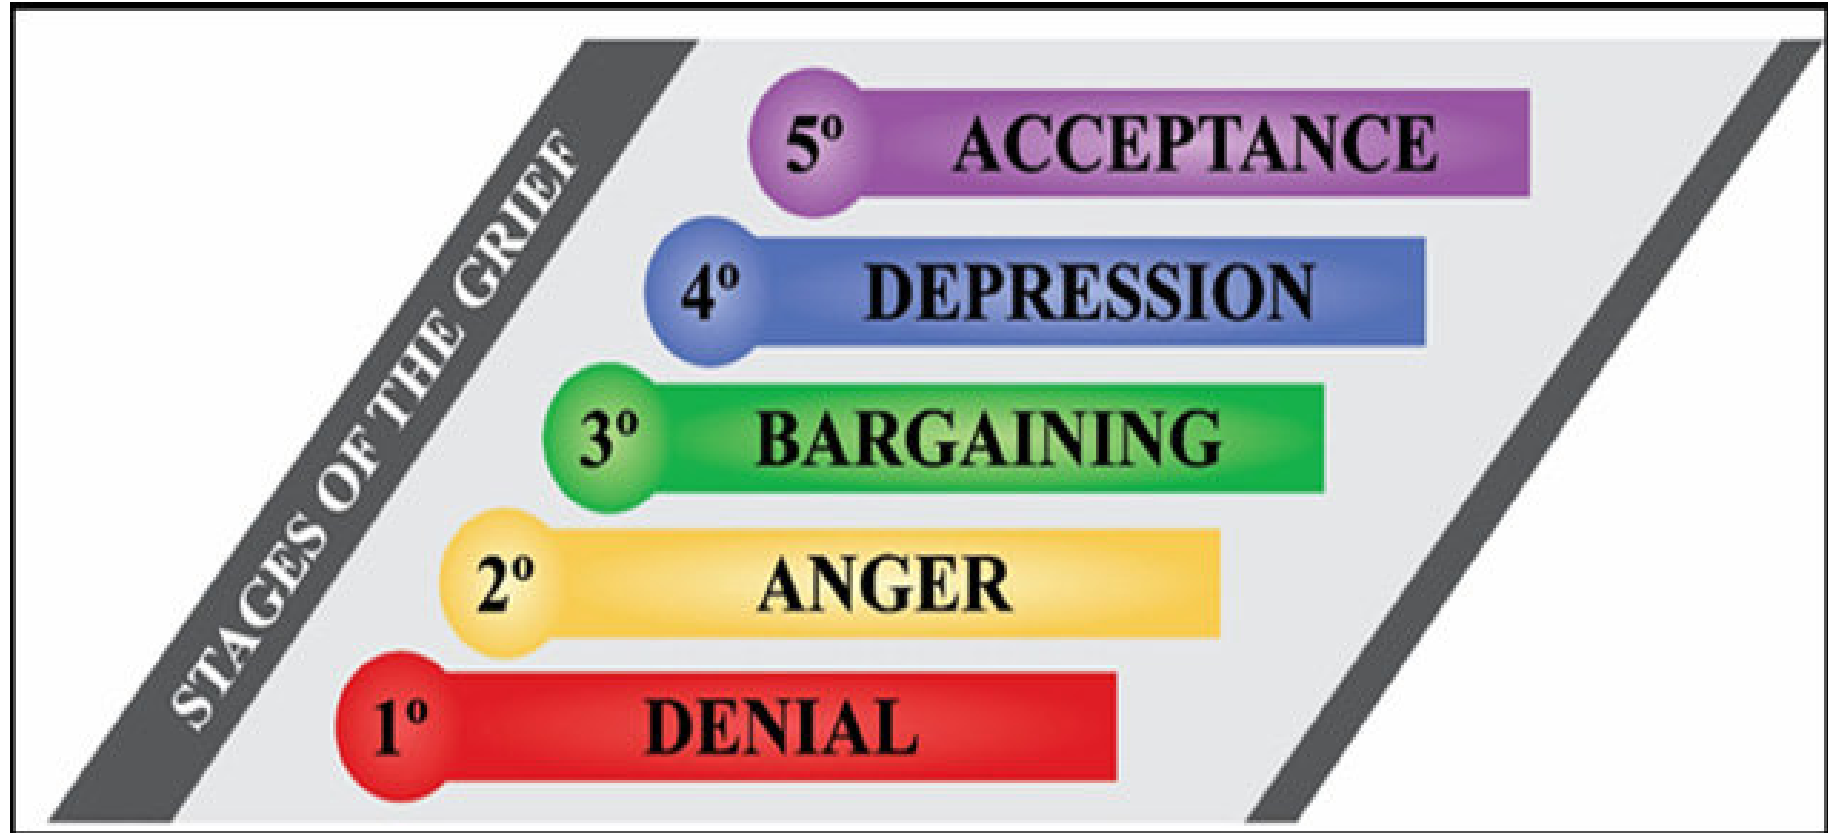 STAGES OF THE GRIEF
5º ACCEPTANCE
4º DEPRESSION
3º BARGAINING
2º ANGER
1º DENIAL